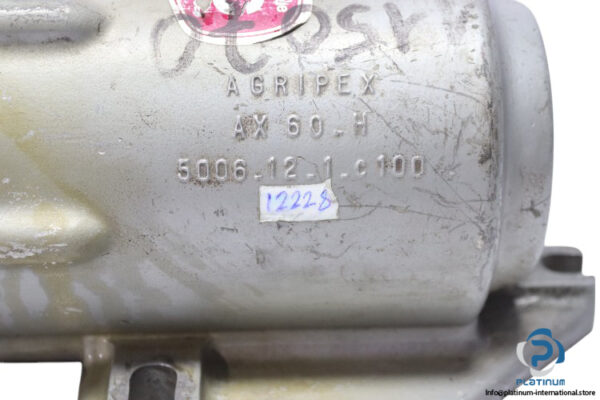 AGRIPEX
AX 60-H
5006-12-1-c100
12228
PLATINUM
info@platinum-international.store